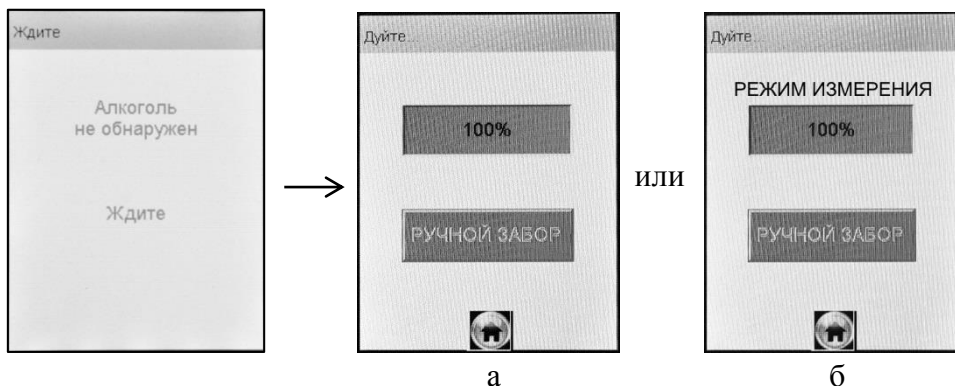 Ждите
Алкоголь
не обнаружен
Ждите
Дуйте...
100%
РУЧНОЙ ЗАБОР
а
или
Дуйте...
РЕЖИМ ИЗМЕРЕНИЯ
100%
РУЧНОЙ ЗАБОР
б